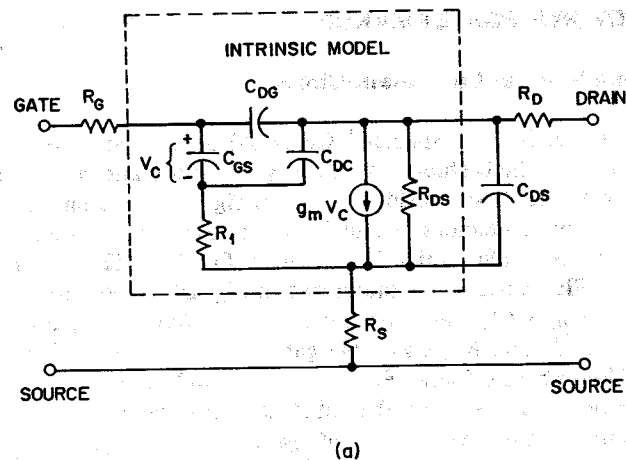 INTRINSIC MODEL
GATE
R_G
C_DG
R_D
DRAIN
+
V_C
-
C_GS
C_DC
g_m V_C
R_DS
C_DS
R_1
R_S
SOURCE
SOURCE
(a)